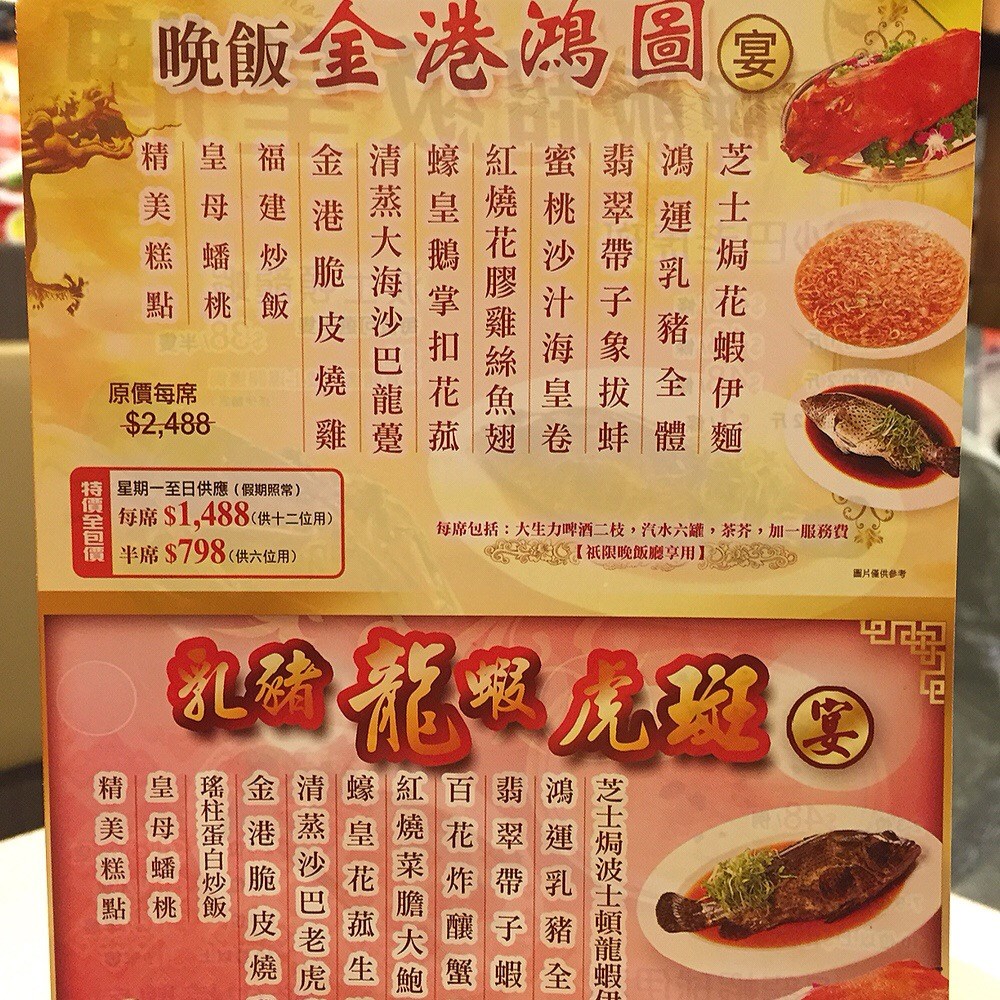 晚飯金港鴻圖宴
芝士焗花蝦伊麵
鴻運乳豬全體
翡翠帶子象拔蚌
蜜桃沙汁海皇卷
紅燒花膠雞絲魚翅
蠔皇鵝掌扣花菇
清蒸大海沙巴龍躉
金港脆皮燒雞
福建炒飯
皇母蟠桃
精美糕點
原價每席
$2,488
特價全包價
星期一至日供應(假期照常)
每席 $1,488(供十二位用)
半席 $798(供六位用)
每席包括：大生力啤酒二枝，汽水六罐，茶芥，加一服務費
【祇限晚飯廳享用】
圖片僅供參考
乳豬龍蝦虎斑宴
芝士焗波士頓龍蝦伊
鴻運乳豬全
翡翠帶子蝦
百花炸釀蟹
紅燒菜膽大鮑
蠔皇花菇生
清蒸沙巴老虎
金港脆皮燒
瑤柱蛋白炒飯
皇母蟠桃
精美糕點